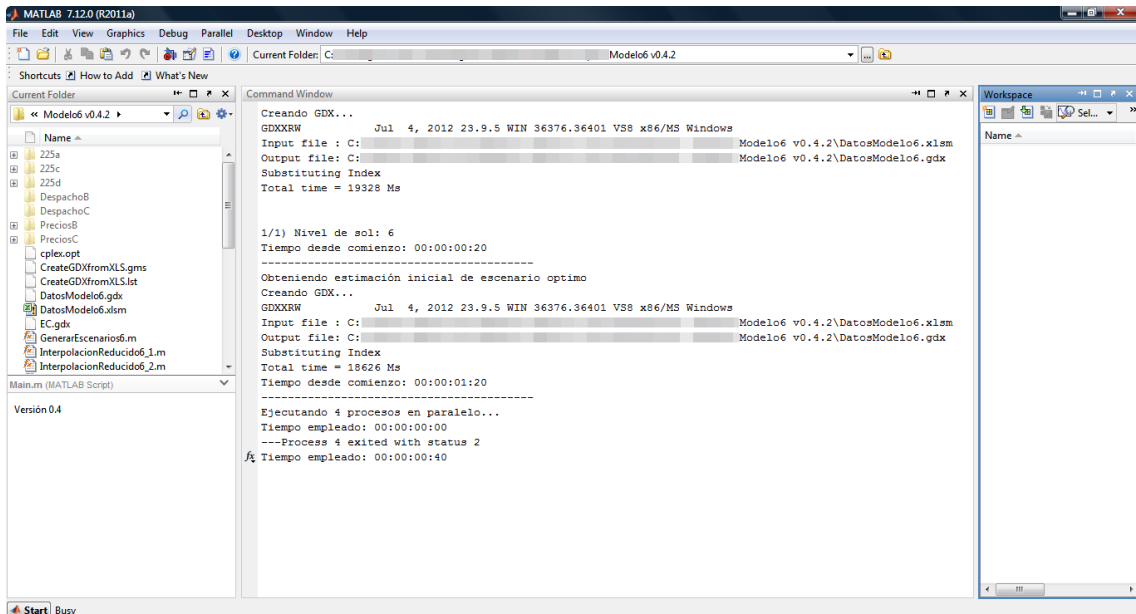 MATLAB 7.12.0 (R2011a)
File Edit View Graphics Debug Parallel Desktop Window Help
Current Folder: C: Modelo6 v0.4.2
Shortcuts How to Add What's New
Current Folder
« Modelo6 v0.4.2
Name
225a
225c
225d
DespachoB
DespachoC
PreciosB
PreciosC
cplex.opt
CreateGDXfromXLS.gms
CreateGDXfromXLS.lst
DatosModelo6.gdx
DatosModelo6.xlsm
EC.gdx
GenerarEscenarios6.m
InterpolacionReducido6_1.m
InterpolacionReducido6_2.m
Main.m (MATLAB Script)
Versión 0.4
Command Window
Creando GDX...
GDXXRW Jul 4, 2012 23.9.5 WIN 36376.36401 VS8 x86/MS Windows
Input file : C: Modelo6 v0.4.2\DatosModelo6.xlsm
Output file: C: Modelo6 v0.4.2\DatosModelo6.gdx
Substituting Index
Total time = 19328 Ms
1/1) Nivel de sol: 6
Tiempo desde comienzo: 00:00:00:20
----------------------------------------
Obteniendo estimación inicial de escenario optimo
Creando GDX...
GDXXRW Jul 4, 2012 23.9.5 WIN 36376.36401 VS8 x86/MS Windows
Input file : C: Modelo6 v0.4.2\DatosModelo6.xlsm
Output file: C: Modelo6 v0.4.2\DatosModelo6.gdx
Substituting Index
Total time = 18626 Ms
Tiempo desde comienzo: 00:00:01:20
----------------------------------------
Ejecutando 4 procesos en paralelo...
Tiempo empleado: 00:00:00:00
---Process 4 exited with status 2
fx Tiempo empleado: 00:00:00:40
Workspace
Sel... »
Name
Start Busy